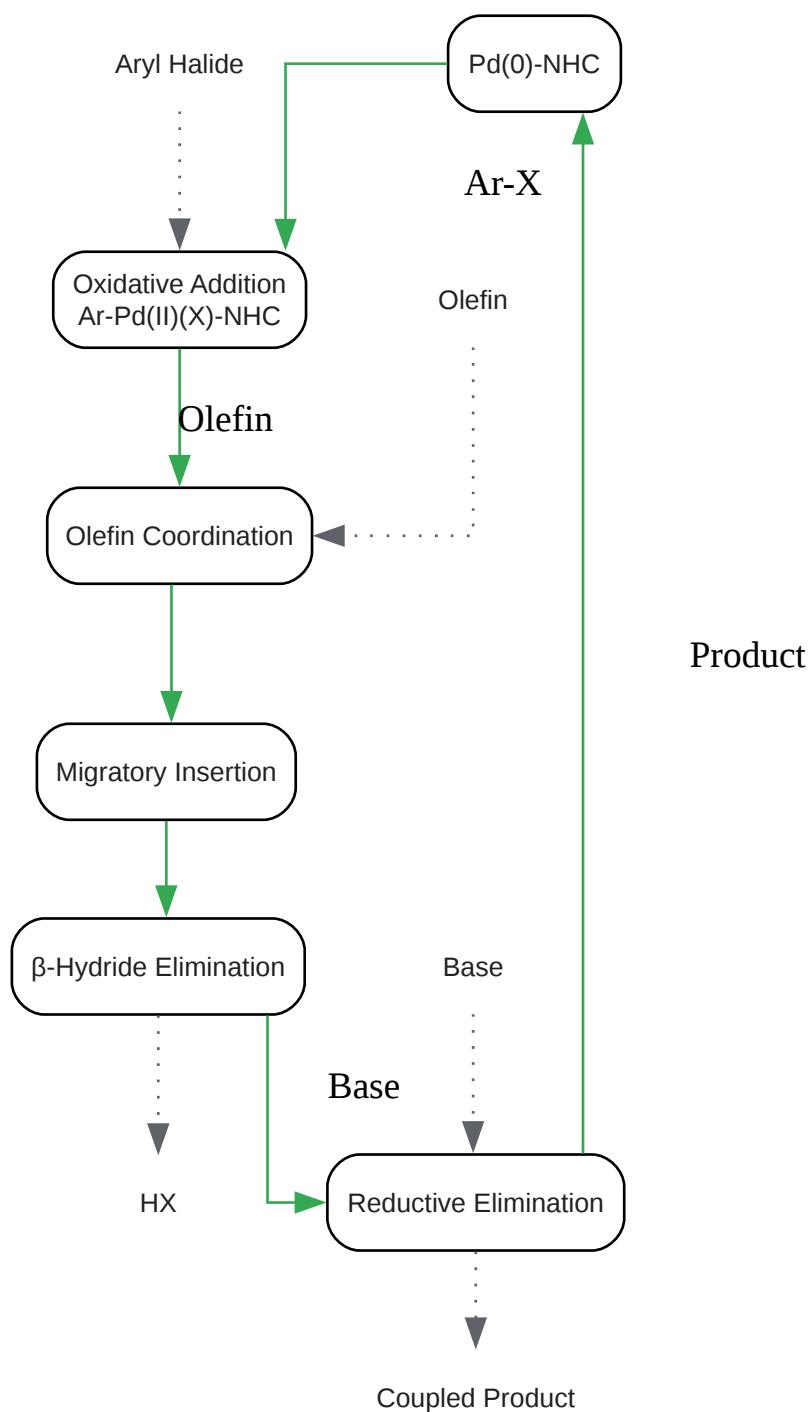 Aryl Halide
Pd(0)-NHC
Ar-X
Oxidative Addition
Ar-Pd(II)(X)-NHC
Olefin
Olefin
Olefin Coordination
Product
Migratory Insertion
β-Hydride Elimination
Base
Base
HX
Reductive Elimination
Coupled Product